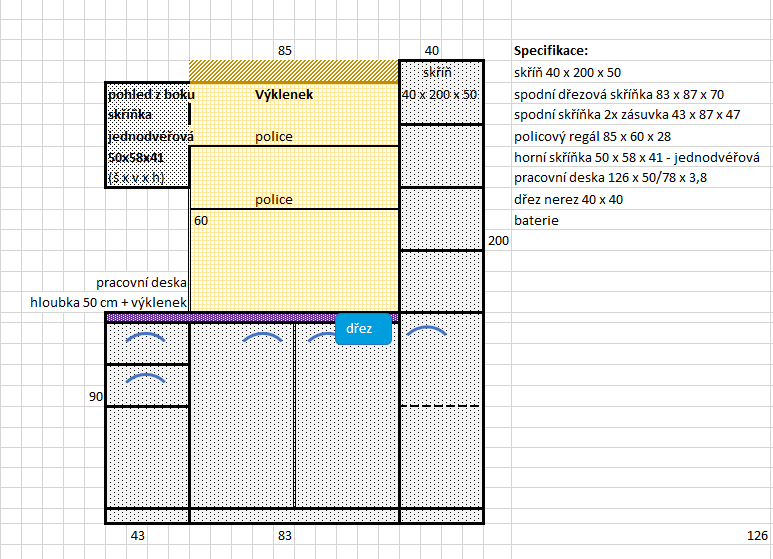 85
40
Specifikace:
skříň
skříň 40 x 200 x 50
pohled z boku
Výklenek
40 x 200 x 50
spodní dřezová skříňka 83 x 87 x 70
skříňka
spodní skříňka 2x zásuvka 43 x 87 x 47
jednodvéřová
police
policový regál 85 x 60 x 28
50x58x41
horní skříňka 50 x 58 x 41 - jednodvéřová
(š x v x h)
pracovní deska 126 x 50/78 x 3,8
police
dřez nerez 40 x 40
60
baterie
200
pracovní deska
hloubka 50 cm + výklenek
dřez
90
43
83
126